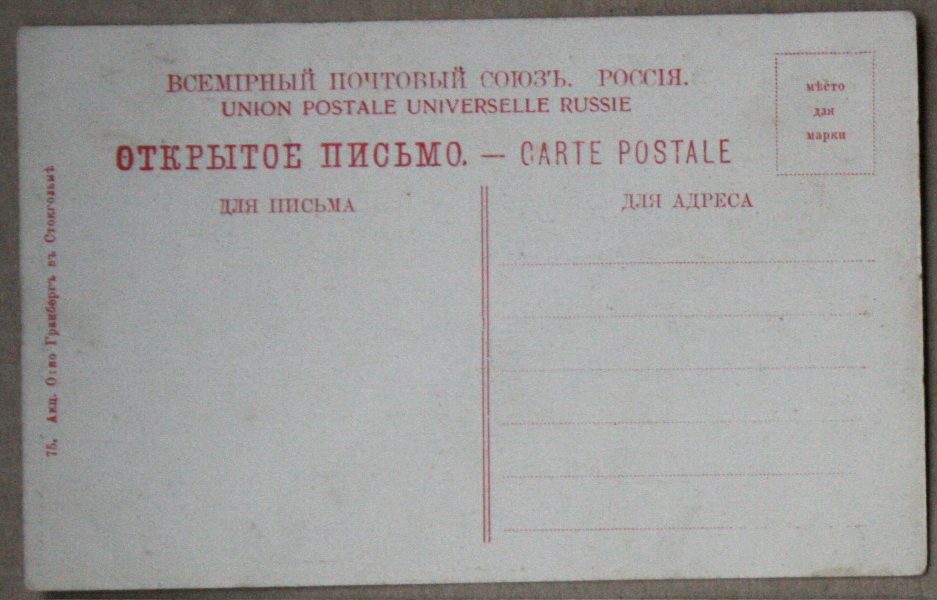 ВСЕМІРНЫЙ ПОЧТОВЫЙ СОЮЗЪ. РОССІЯ.
UNION POSTALE UNIVERSELLE RUSSIE
ОТКРЫТОЕ ПИСЬМО. — CARTE POSTALE
мѣсто
для
марки
ДЛЯ ПИСЬМА
ДЛЯ АДРЕСА
75. Акц. О-во Гранбергъ въ Стокгольмѣ